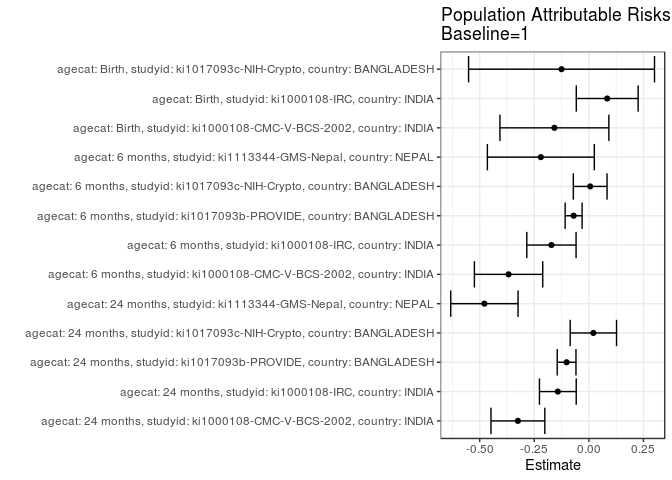 Population Attributable Risks
Baseline=1
agecat: Birth, studyid: ki1017093c-NIH-Crypto, country: BANGLADESH
agecat: Birth, studyid: ki1000108-IRC, country: INDIA
agecat: Birth, studyid: ki1000108-CMC-V-BCS-2002, country: INDIA
agecat: 6 months, studyid: ki1113344-GMS-Nepal, country: NEPAL
agecat: 6 months, studyid: ki1017093c-NIH-Crypto, country: BANGLADESH
agecat: 6 months, studyid: ki1017093b-PROVIDE, country: BANGLADESH
agecat: 6 months, studyid: ki1000108-IRC, country: INDIA
agecat: 6 months, studyid: ki1000108-CMC-V-BCS-2002, country: INDIA
agecat: 24 months, studyid: ki1113344-GMS-Nepal, country: NEPAL
agecat: 24 months, studyid: ki1017093c-NIH-Crypto, country: BANGLADESH
agecat: 24 months, studyid: ki1017093b-PROVIDE, country: BANGLADESH
agecat: 24 months, studyid: ki1000108-IRC, country: INDIA
agecat: 24 months, studyid: ki1000108-CMC-V-BCS-2002, country: INDIA
-0.50 -0.25 0.00 0.25
Estimate